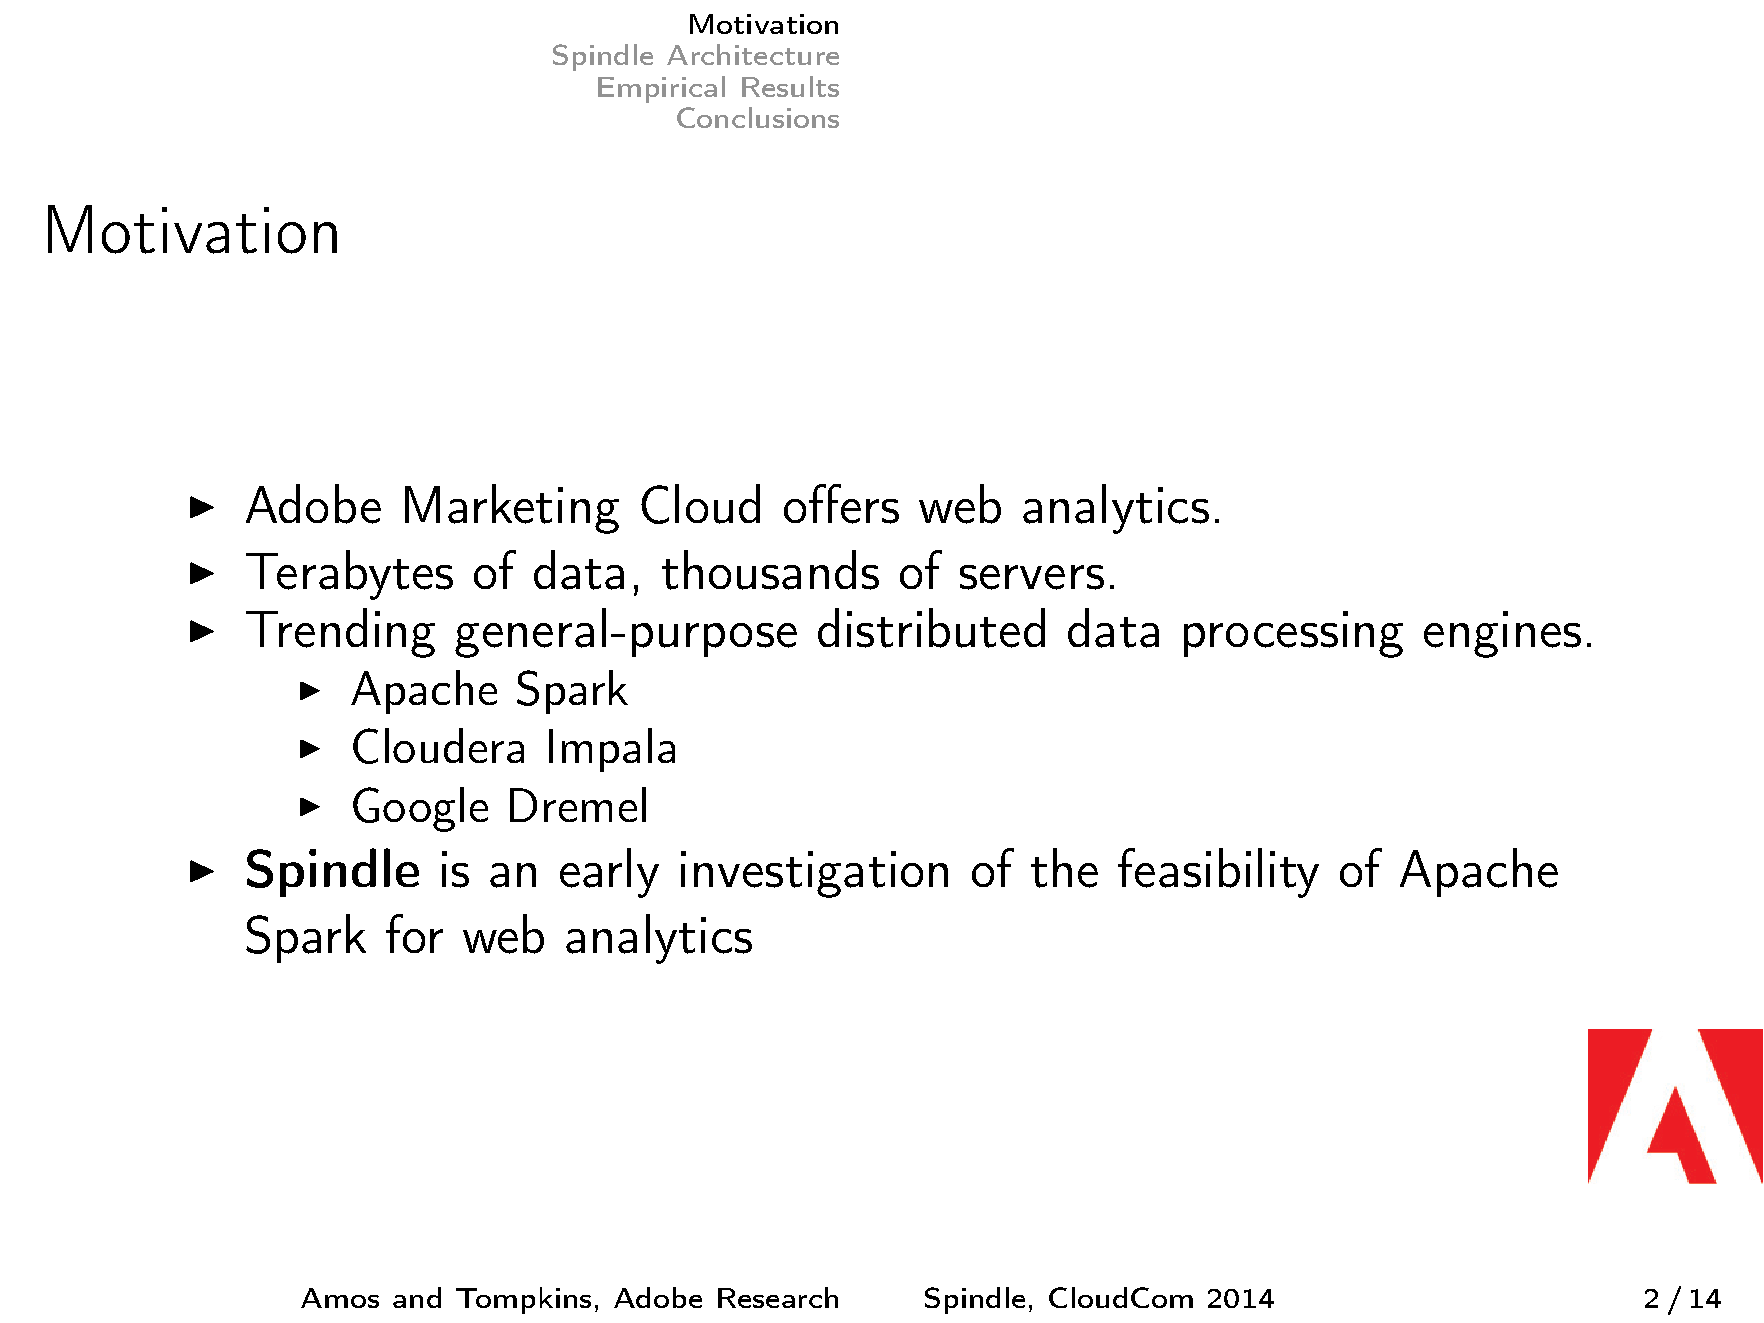 Motivation
Spindle Architecture
Empirical Results
Conclusions
Motivation
Adobe Marketing Cloud offers web analytics.
Terabytes of data, thousands of servers.
Trending general-purpose distributed data processing engines.
Apache Spark
Cloudera Impala
Google Dremel
Spindle is an early investigation of the feasibility of Apache
Spark for web analytics
Amos and Tompkins, Adobe Research Spindle, CloudCom 2014 2 / 14